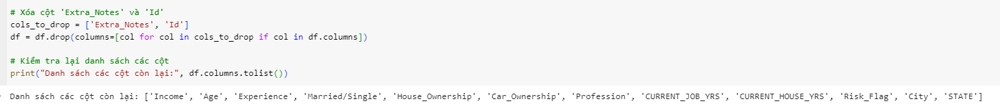 # Xóa cột 'Extra_Notes' và 'Id'
cols_to_drop = ['Extra_Notes', 'Id']
df = df.drop(columns=[col for col in cols_to_drop if col in df.columns])
# Kiểm tra lại danh sách các cột
print("Danh sách các cột còn lại:", df.columns.tolist())
Danh sách các cột còn lại: ['Income', 'Age', 'Experience', 'Married/Single', 'House_Ownership', 'Car_Ownership', 'Profession', 'CURRENT_JOB_YRS', 'CURRENT_HOUSE_YRS', 'Risk_Flag', 'City', 'STATE']